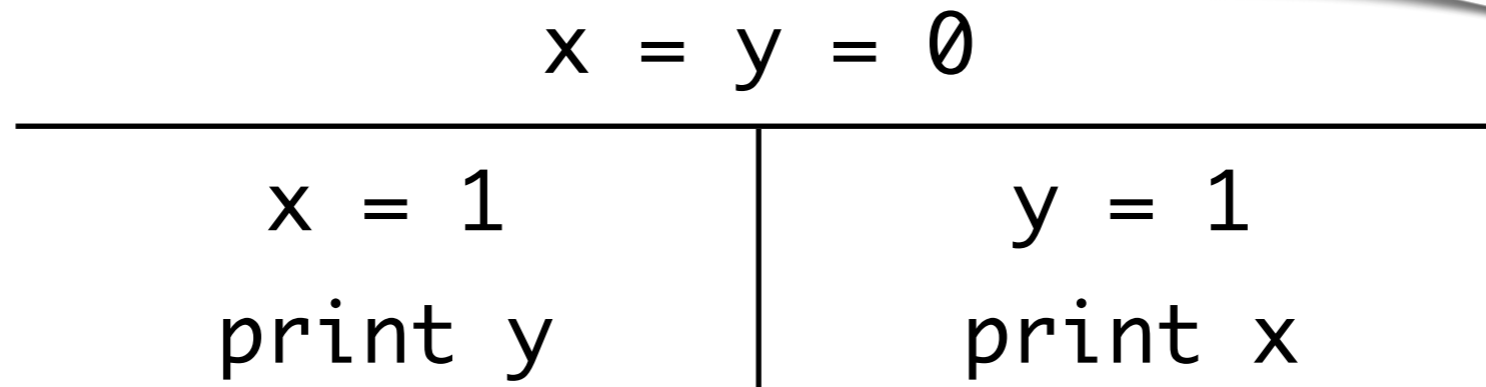 x = y = 0
x = 1
print y
y = 1
print x